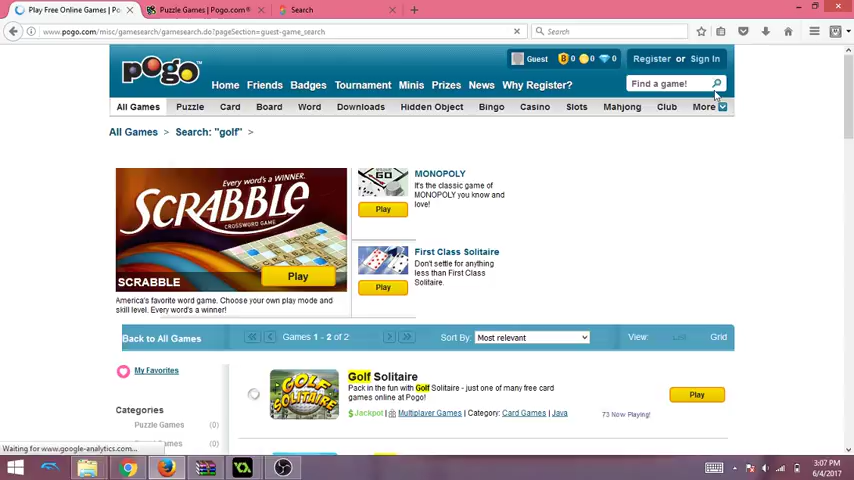 Play Free Online Games | Po...
Puzzle Games | Pogo.com®
Search
www.pogo.com/misc/gamesearch/gamesearch.do?pageSection=guest-game_search
Search
pogo
Guest 0 0 0
Register or Sign In
Home Friends Badges Tournament Minis Prizes News Why Register?
Find a game!
All Games Puzzle Card Board Word Downloads Hidden Object Bingo Casino Slots Mahjong Club More
All Games > Search: "golf" >
Every word's a WINNER.
SCRABBLE
CROSSWORD GAME
SCRABBLE
Play
America's favorite word game. Choose your own play mode and
skill level. Every word's a winner!
GO
MONOPOLY
It's the classic game of
MONOPOLY you know and
love!
Play
First Class Solitaire
Don't settle for anything
less than First Class
Solitaire.
Play
Back to All Games
Games 1 - 2 of 2
Sort By: Most relevant
View: List Grid
My Favorites
Categories
Puzzle Games (0)
(0)
GOLF
SOLITAIRE
Golf Solitaire
Pack in the fun with Golf Solitaire - just one of many free card
games online at Pogo!
$ Jackpot | Multiplayer Games | Category: Card Games | Java
73 Now Playing!
Play
Waiting for www.google-analytics.com...
3:07 PM
6/4/2017